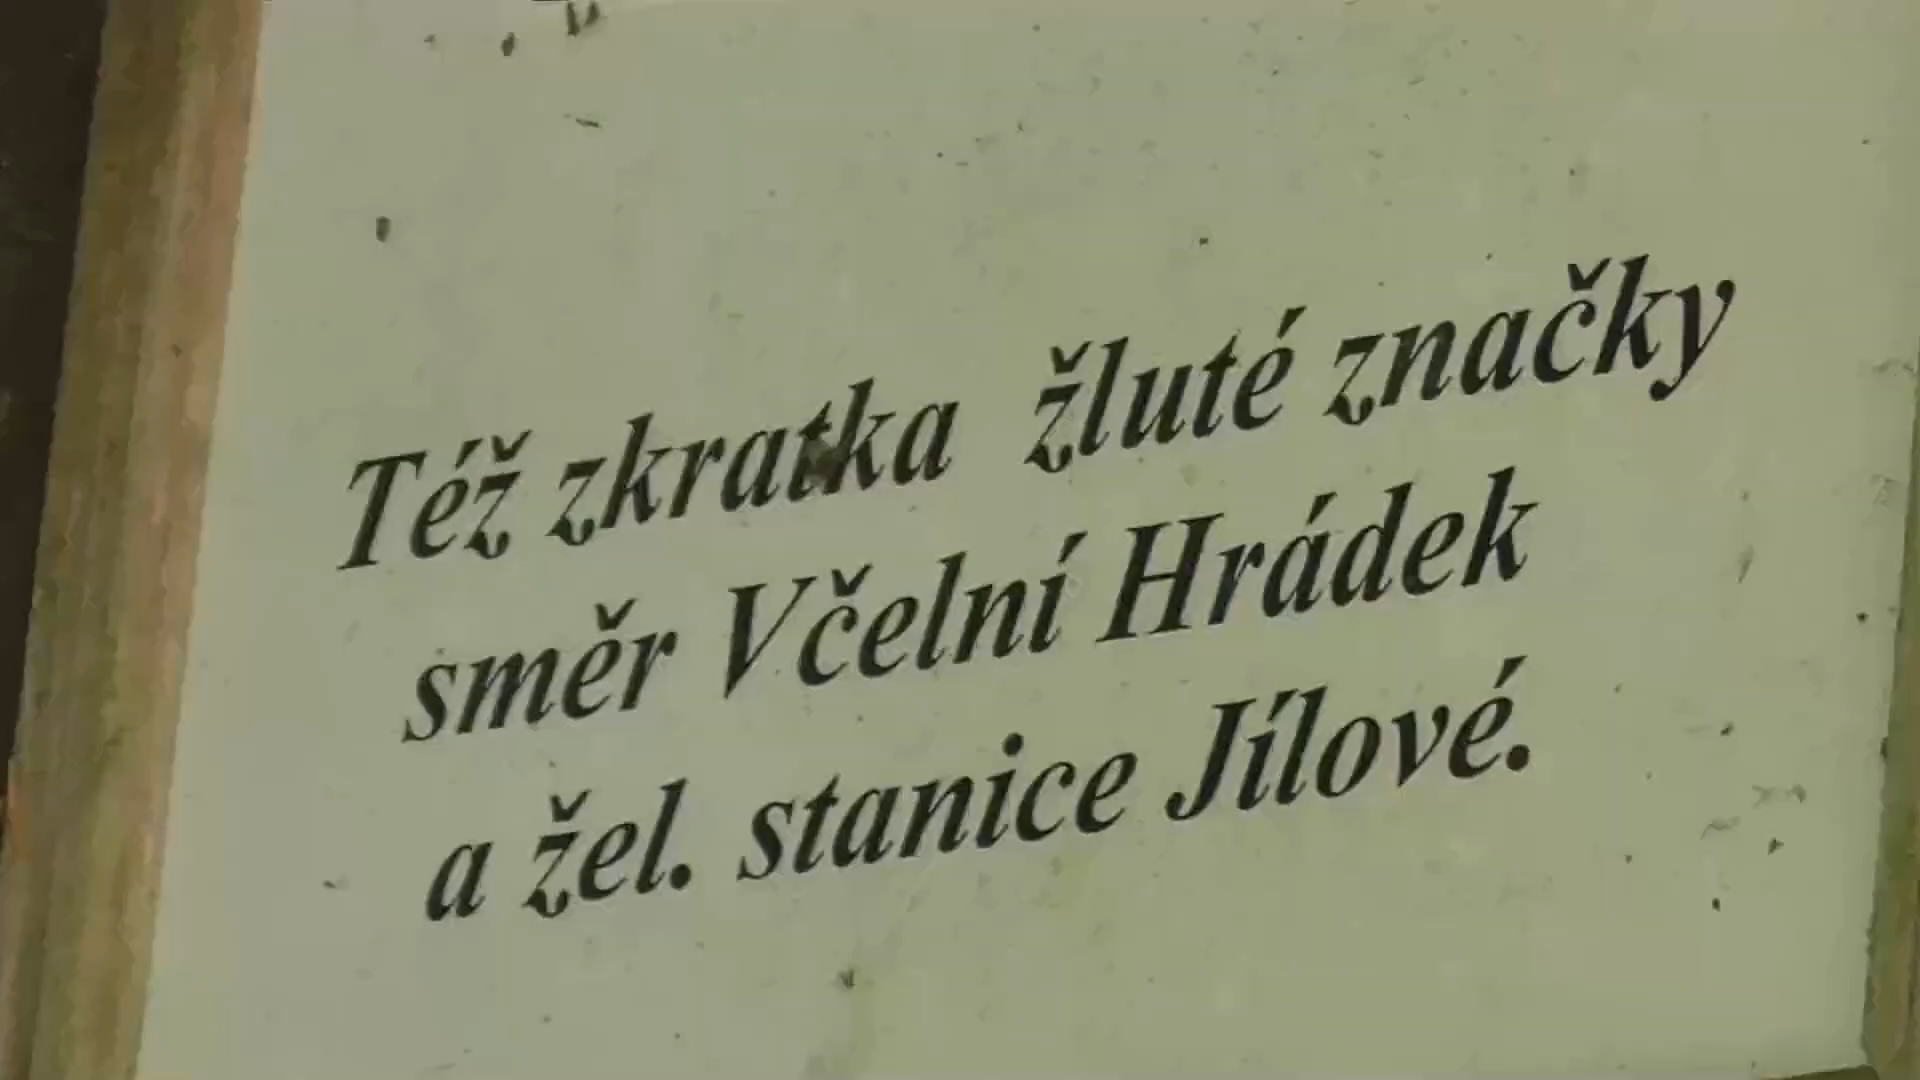 Též zkratka žluté značky
směr Včelní Hrádek
a žel. stanice Jílové.